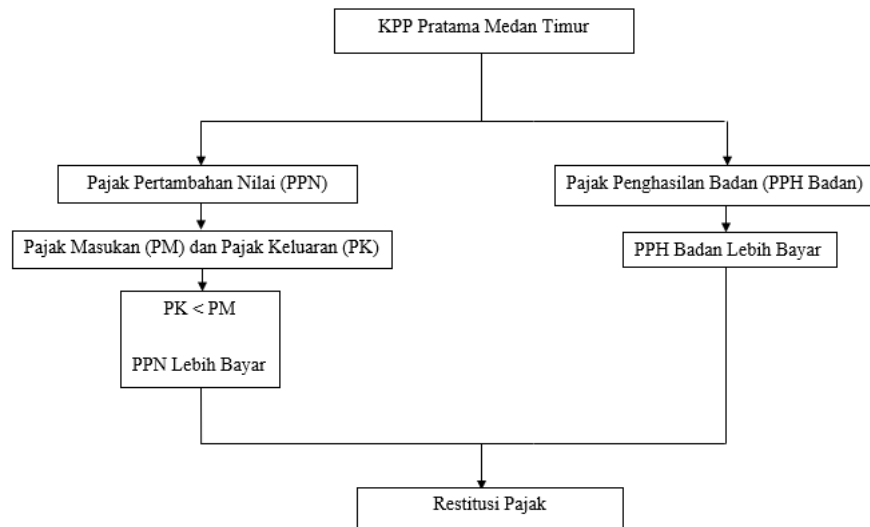 KPP Pratama Medan Timur
Pajak Pertambahan Nilai (PPN)
Pajak Penghasilan Badan (PPH Badan)
Pajak Masukan (PM) dan Pajak Keluaran (PK)
PPH Badan Lebih Bayar
PK < PM
PPN Lebih Bayar
Restitusi Pajak